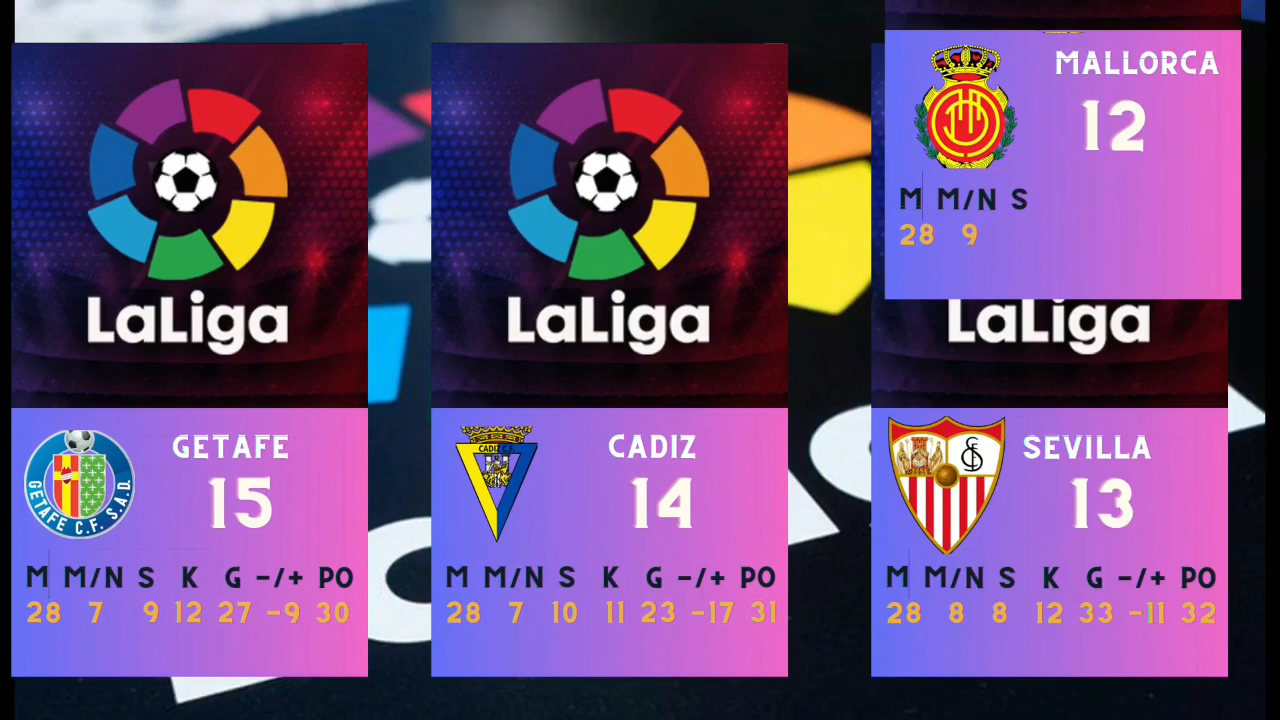 LaLiga
GETAFE
15
GETAFE C.F. S.A.D.
M M/N S K G -/+ PO
28 7 9 12 27 -9 30
LaLiga
CADIZ
14
CADIZ C.F.
M M/N S K G -/+ PO
28 7 10 11 23 -17 31
MALLORCA
12
M M/N S
28 9
LaLiga
SEVILLA
13
M M/N S K G -/+ PO
28 8 8 12 33 -11 32